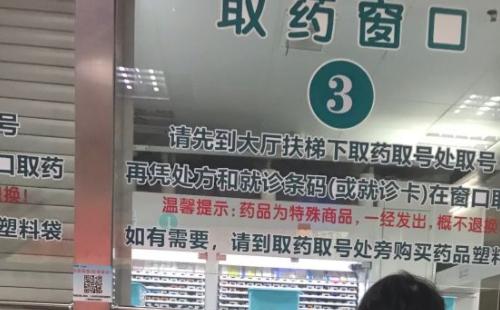 取药窗口
3
号
请先到大厅扶梯下取药取号处取号
口取药
再凭处方和就诊条码(或就诊卡)在窗口取
换!
温馨提示:药品为特殊商品,一经发出,概不退换
塑料袋
如有需要,请到取药取号处旁购买药品塑料